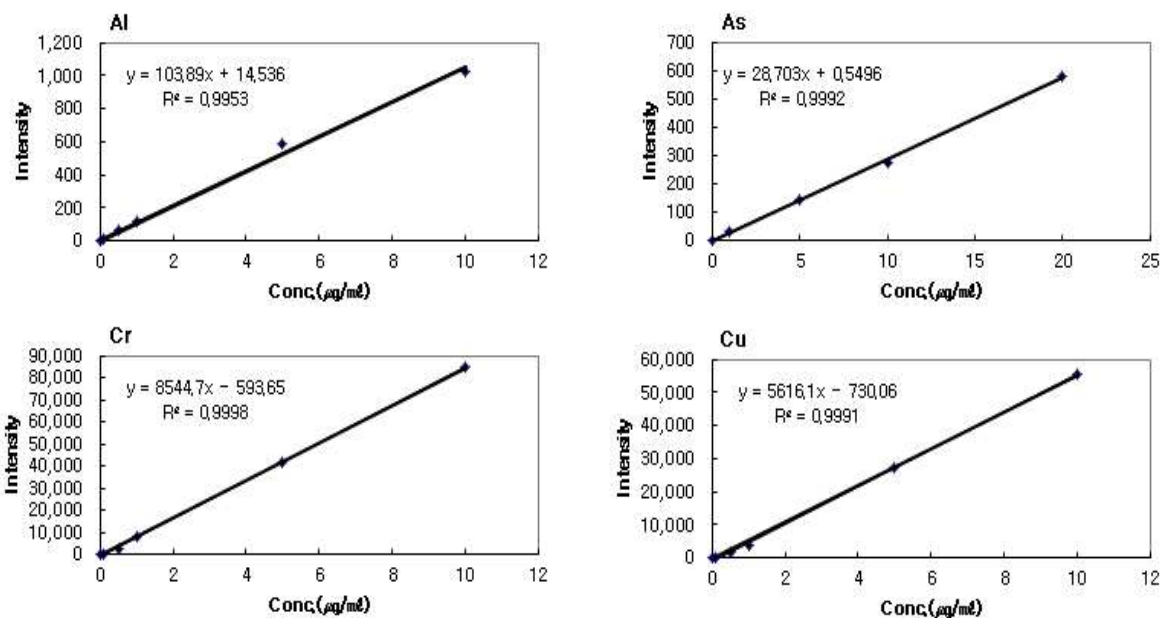 Al
1,200
1,000
800
600
400
200
0
y = 103,89x + 14,536
R² = 0,9953
Intensity
0 2 4 6 8 10 12
Conc.(㎍/㎖)
As
700
600
500
400
300
200
100
0
y = 28,703x + 0,5496
R² = 0,9992
Intensity
0 5 10 15 20 25
Conc.(㎍/㎖)
Cr
90,000
80,000
70,000
60,000
50,000
40,000
30,000
20,000
10,000
0
y = 8544,7x − 593,65
R² = 0,9998
Intensity
0 2 4 6 8 10 12
Conc.(㎍/㎖)
Cu
60,000
50,000
40,000
30,000
20,000
10,000
0
y = 5616,1x − 730,06
R² = 0,9991
Intensity
0 2 4 6 8 10 12
Conc.(㎍/㎖)